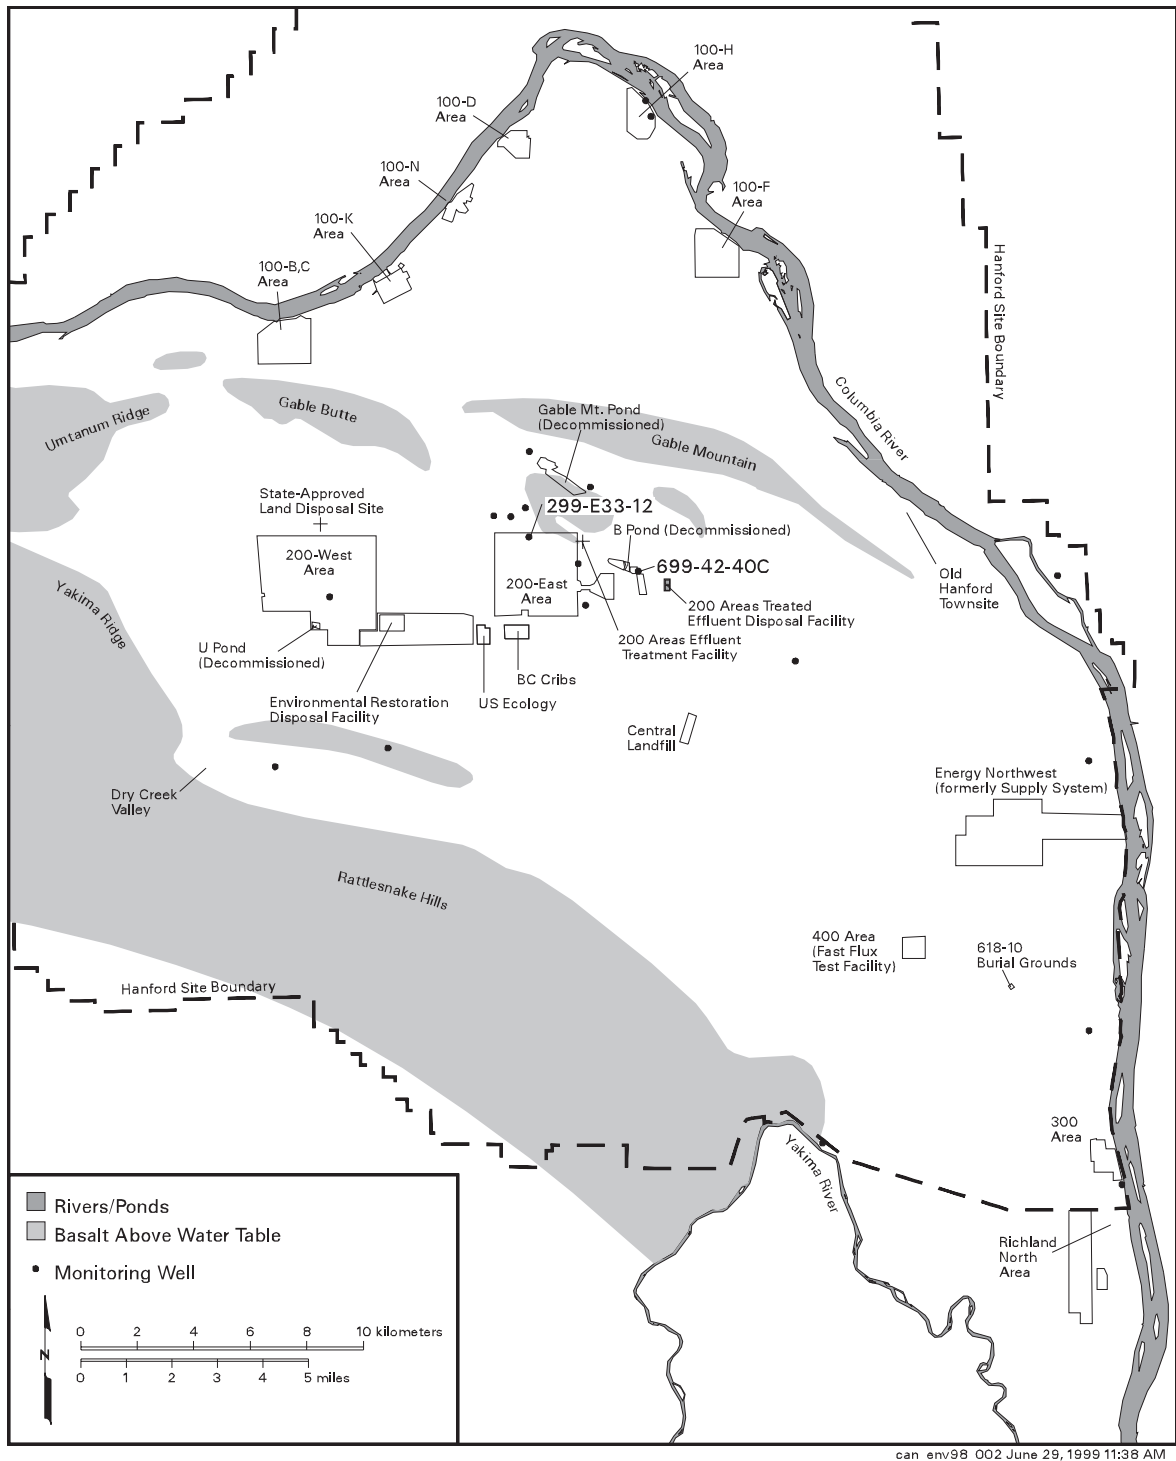 100-H
Area
100-D
Area
100-N
Area
100-F
Area
100-K
Area
100-B,C
Area
Hanford Site Boundary
Columbia River
Umtanum Ridge
Gable Butte
Gable Mt. Pond
(Decommissioned)
Gable Mountain
State-Approved
Land Disposal Site
299-E33-12
B Pond (Decommissioned)
200-West
Area
699-42-40C
200-East
Area
Old
Hanford
Townsite
Yakima Ridge
200 Areas Treated
Effluent Disposal Facility
U Pond
(Decommissioned)
200 Areas Effluent
Treatment Facility
BC Cribs
Environmental Restoration
Disposal Facility
US Ecology
Central
Landfill
Dry Creek
Valley
Energy Northwest
(formerly Supply System)
Rattlesnake Hills
400 Area
(Fast Flux
Test Facility)
618-10
Burial Grounds
Hanford Site Boundary
300
Area
Yakima River
Richland
North
Area
Rivers/Ponds
Basalt Above Water Table
Monitoring Well
N
0 2 4 6 8 10 kilometers
0 1 2 3 4 5 miles
can_env98_002 June 29, 1999 11:38 AM